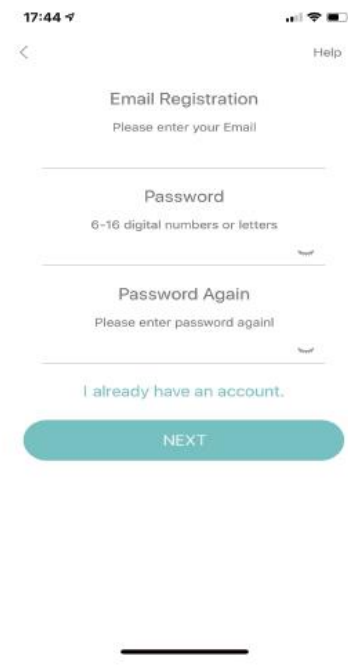 17:44
Help
Email Registration
Please enter your Email
Password
6-16 digital numbers or letters
Password Again
Please enter password again!
I already have an account.
NEXT